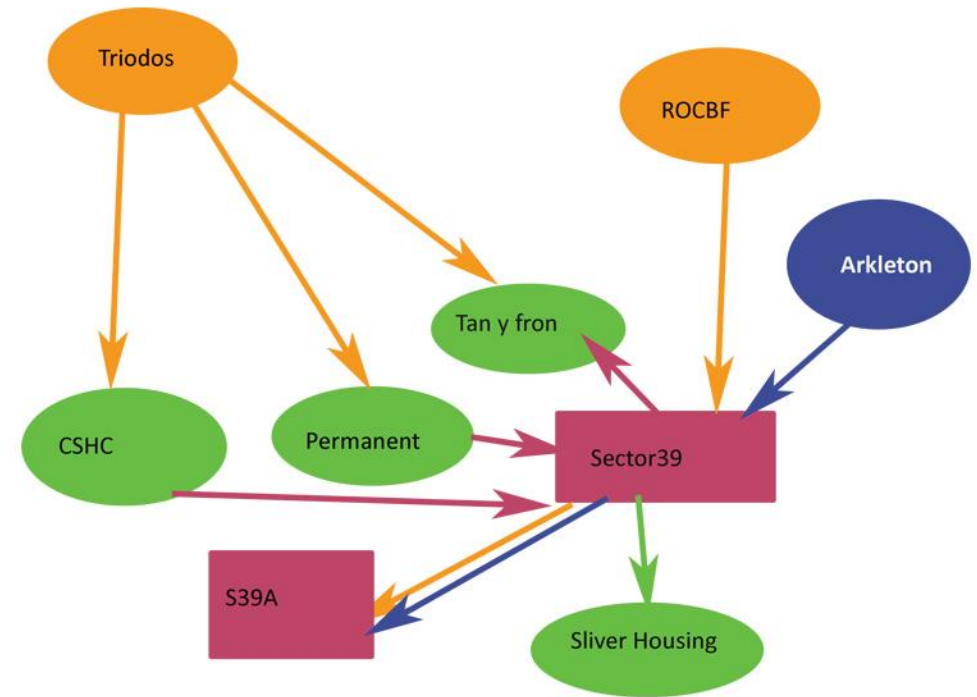 Triodos
ROCBF
Arkleton
Tan y fron
CSHC
Permanent
Sector39
S39A
Sliver Housing